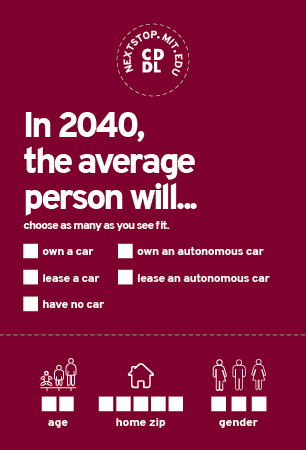 NEXTSTOP.MIT.EDU
CD
DL
In 2040,
the average
person will...
choose as many as you see fit.
own a car
own an autonomous car
lease a car
lease an autonomous car
have no car
age
home zip
gender